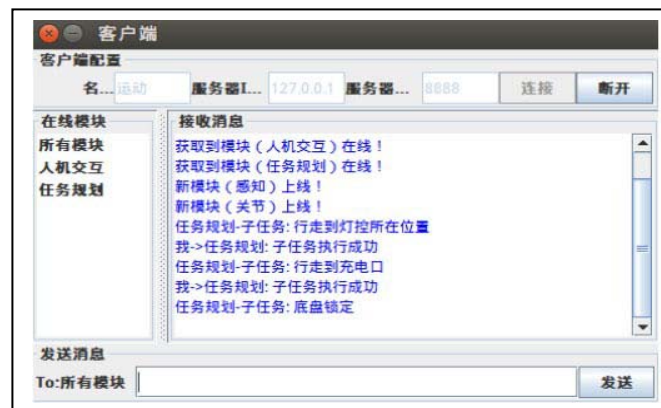 客户端
客户端配置
名... 运动 服务器I... 127.0.0.1 服务器... 8888 连接 断开
在线模块
所有模块
人机交互
任务规划
接收消息
获取到模块（人机交互）在线！
获取到模块（任务规划）在线！
新模块（感知）上线！
新模块（关节）上线！
任务规划-子任务: 行走到灯控所在位置
我->任务规划: 子任务执行成功
任务规划-子任务: 行走到充电口
我->任务规划: 子任务执行成功
任务规划-子任务: 底盘锁定
发送消息
To:所有模块 发送